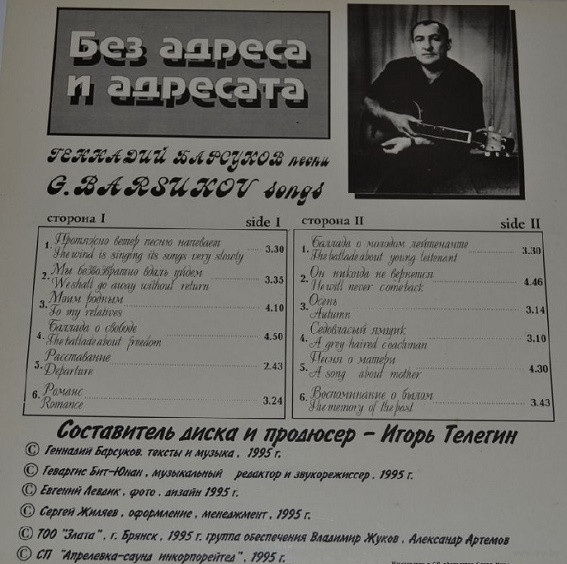 Без адреса
и адресата
ГЕННАДИЙ БАРСУКОВ песни
G.BARSUKOV songs
сторона I side I
1. Протяжно ветер песню напевает
The wind is singing its songs very slowly 3.30
2. Мы безвозвратно вдаль уйдем
We shall go away without return 3.35
3. Моим родным
To my relatives 4.10
4. Баллада о свободе
The ballade about freedom 4.50
5. Расставание
Departure 2.43
6. Романс
Romance 3.24
сторона II side II
1. Баллада о молодом лейтенанте
The ballade about young leitenant 3.30
2. Он никогда не вернется
He will never come back 4.46
3. Осень
Autumn 3.14
4. Седовласый ямщик
A grey haired coachman 3.10
5. Песня о матери
A song about mother 4.30
6. Воспоминание о былом
The memory of the past 3.43
Составитель диска и продюсер – Игорь Телегин
© Геннадий Барсуков. тексты и музыка , 1995 г.
© Геваргис Бит-Юнан , музыкальный редактор и звукорежиссер , 1995 г.
© Евгений Левдик , фото , дизайн 1995 г.
© Сергей Жиляев , оформление , менеджмент , 1995 г.
© ТОО "Злата" , г. Брянск , 1995 г. группа обеспечения Владимир Жуков , Александр Артемов
© СП "Апрелевка-саунд инкорпорейтед" , 1995 г.